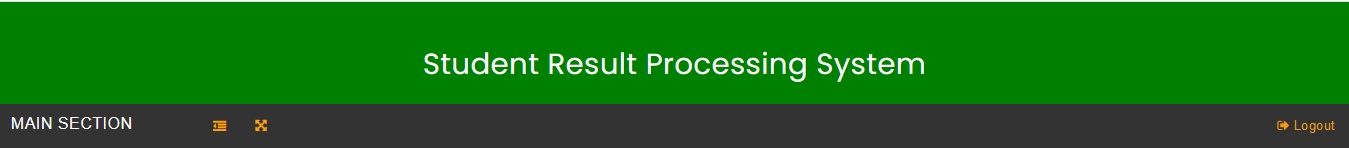 Student Result Processing System
MAIN SECTION
Logout